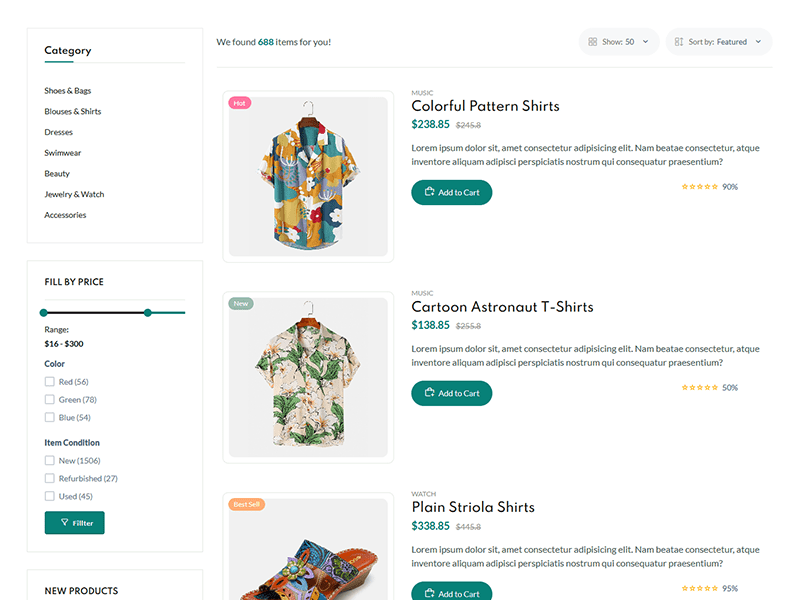 Category
Shoes & Bags
Blouses & Shirts
Dresses
Swimwear
Beauty
Jewelry & Watch
Accessories
FILL BY PRICE
Range:
$16 - $300
Color
Red (56)
Green (78)
Blue (54)
Item Condition
New (1506)
Refurbished (27)
Used (45)
Fillter
NEW PRODUCTS
We found 688 items for you!
Show: 50
Sort by: Featured
Hot
MUSIC
Colorful Pattern Shirts
$238.85 $245.8
Lorem ipsum dolor sit, amet consectetur adipisicing elit. Nam beatae consectetur, atque
inventore aliquam adipisci perspiciatis nostrum qui consequatur praesentium?
Add to Cart
90%
New
MUSIC
Cartoon Astronaut T-Shirts
$138.85 $255.8
Lorem ipsum dolor sit, amet consectetur adipisicing elit. Nam beatae consectetur, atque
inventore aliquam adipisci perspiciatis nostrum qui consequatur praesentium?
Add to Cart
50%
Best Sell
WATCH
Plain Striola Shirts
$338.85 $445.8
Lorem ipsum dolor sit, amet consectetur adipisicing elit. Nam beatae consectetur, atque
inventore aliquam adipisci perspiciatis nostrum qui consequatur praesentium?
Add to Cart
95%